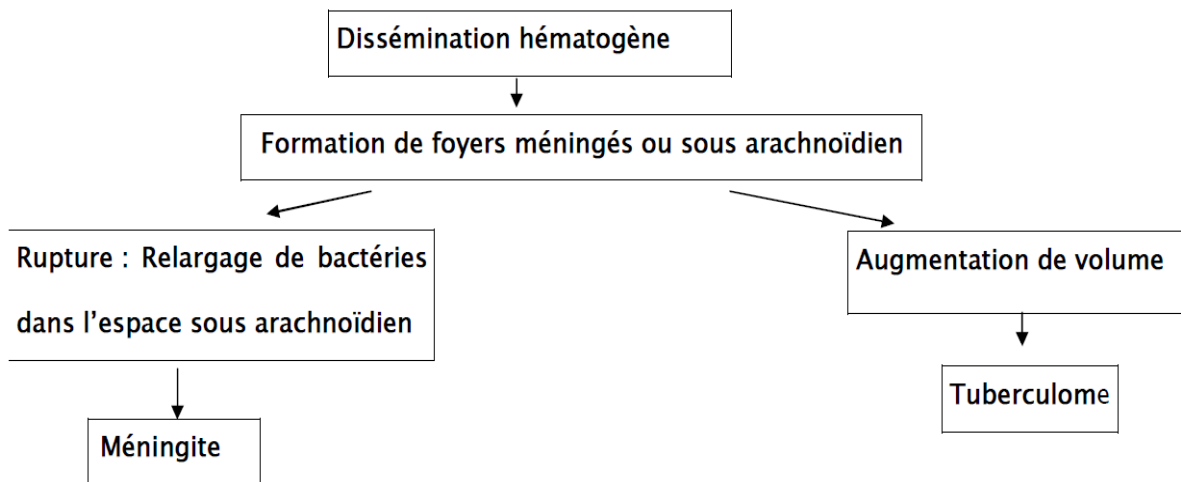 Dissémination hématogène
Formation de foyers méningés ou sous arachnoïdien
Rupture : Relargage de bactéries
dans l'espace sous arachnoïdien
Augmentation de volume
Tuberculome
Méningite